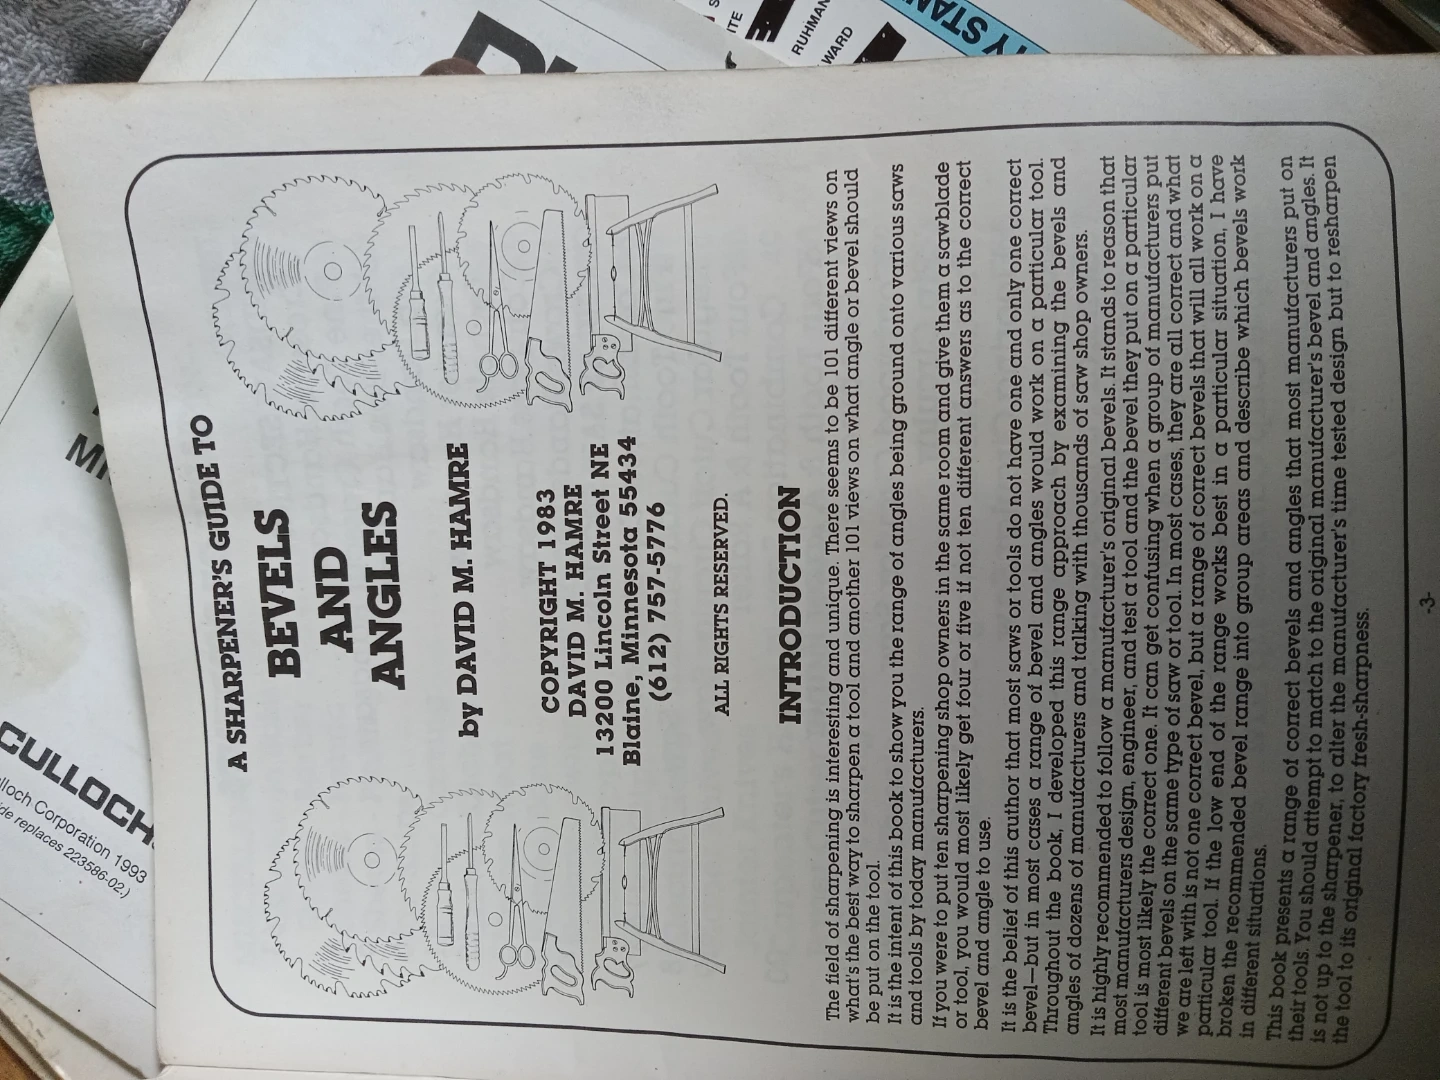 A SHARPENER'S GUIDE TO
BEVELS
AND
ANGLES
by DAVID M. HAMRE
COPYRIGHT 1983
DAVID M. HAMRE
13200 Lincoln Street NE
Blaine, Minnesota 55434
(612) 757-5776
ALL RIGHTS RESERVED.
INTRODUCTION
The field of sharpening is interesting and unique. There seems to be 101 different views on
what's the best way to sharpen a tool and another 101 views on what angle or bevel should
be put on the tool.
It is the intent of this book to show you the range of angles being ground onto various saws
and tools by today manufacturers.
If you were to put ten sharpening shop owners in the same room and give them a sawblade
or tool, you would most likely get four or five if not ten different answers as to the correct
bevel and angle to use.
It is the belief of this author that most saws or tools do not have one and only one correct
bevel—but in most cases a range of bevel and angles would work on a particular tool.
Throughout the book, I developed this range approach by examining the bevels and
angles of dozens of manufacturers and talking with thousands of saw shop owners.
It is highly recommended to follow a manufacturer's original bevels. It stands to reason that
most manufacturers design, engineer, and test a tool and the bevel they put on a particular
tool is most likely the correct one. It can get confusing when a group of manufacturers put
different bevels on the same type of saw or tool. In most cases, they are all correct and what
we are left with is not one correct bevel, but a range of correct bevels that will all work on a
particular tool. If the low end of the range works best in a particular situation, I have
broken the recommended bevel range into group areas and describe which bevels work
in different situations.
This book presents a range of correct bevels and angles that most manufacturers put on
their tools. You should attempt to match to the original manufacturer's bevel and angles. It
is not up to the sharpener, to alter the manufacturer's time tested design but to resharpen
the tool to its original factory fresh-sharpness.
-3-
CULLOCH
lloch Corporation 1993
de replaces 223586-02.)
ITE
RUHMAN
WARD
Y STAN